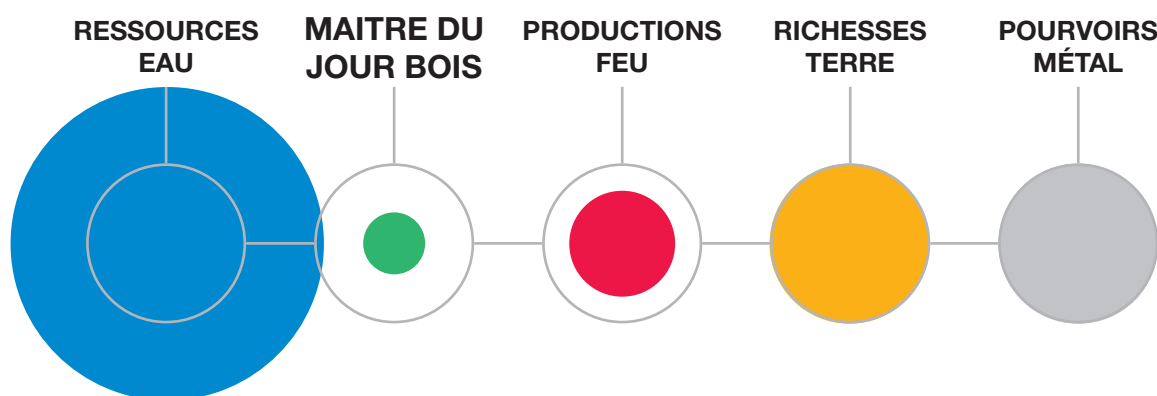 RESSOURCES
EAU
MAITRE DU
JOUR BOIS
PRODUCTIONS
FEU
RICHESSES
TERRE
POURVOIRS
MÉTAL